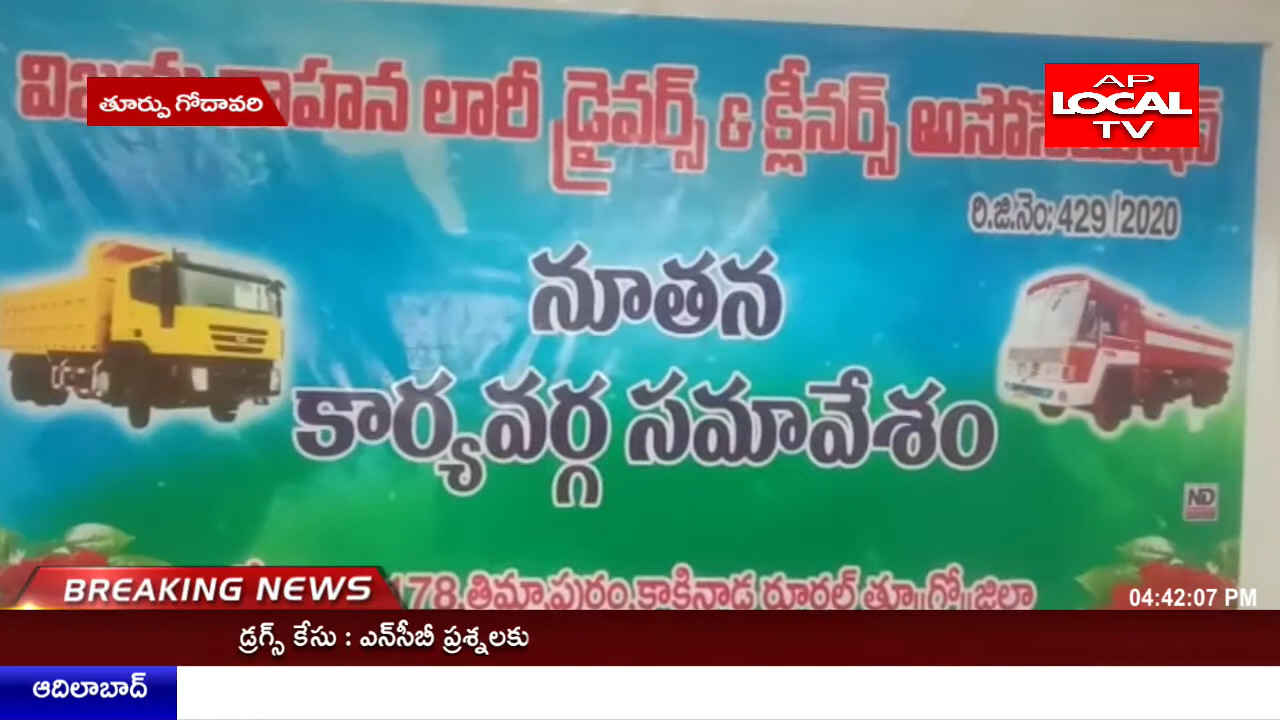 వాహన లారీ డ్రైవర్స్ & క్లీనర్స్
తూర్పు గోదావరి
AP
LOCAL
TV
రి.జి.నెం: 429/2020
నూతన
కార్యవర్గ సమావేశం
ND
178, తిమ్మాపురం, కాకినాడ రూరల్ తూ||గో||జిల్లా
BREAKING NEWS
04:42:07 PM
డ్రగ్స్ కేసు : ఎన్‌సీబీ ప్రశ్నలకు
ఆదిలాబాద్